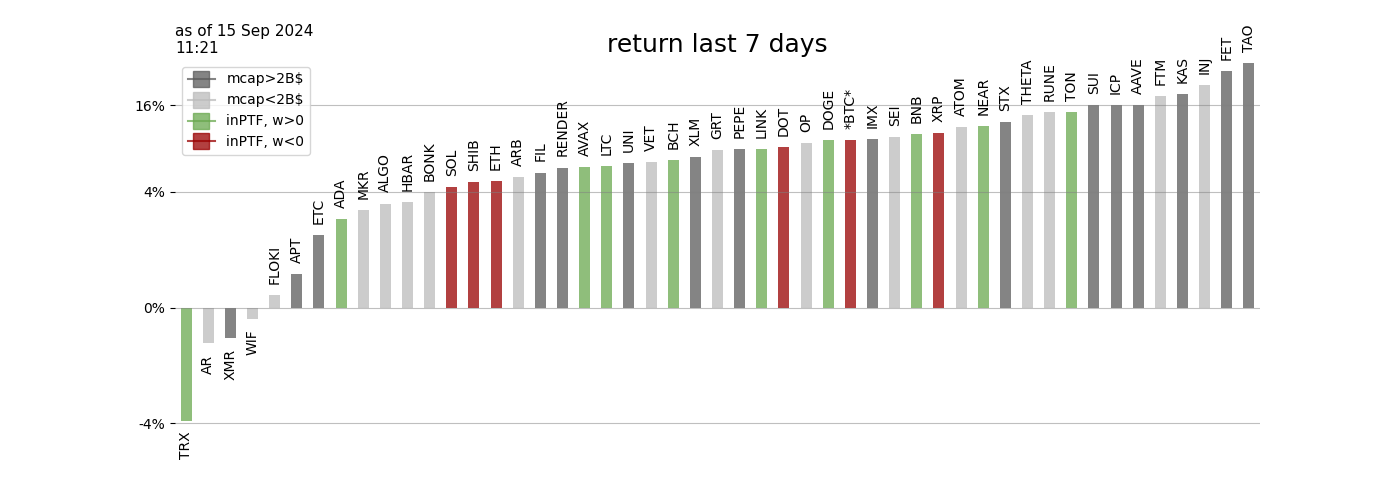 as of 15 Sep 2024
11:21
return last 7 days
mcap>2B$
mcap<2B$
inPTF, w>0
inPTF, w<0
16%
4%
0%
-4%
TRX
AR
XMR
WIF
FLOKI
APT
ETC
ADA
MKR
ALGO
HBAR
BONK
SOL
SHIB
ETH
ARB
FIL
RENDER
AVAX
LTC
UNI
VET
BCH
XLM
GRT
PEPE
LINK
DOT
OP
DOGE
*BTC*
IMX
SEI
BNB
XRP
ATOM
NEAR
STX
THETA
RUNE
TON
SUI
ICP
AAVE
FTM
KAS
INJ
FET
TAO